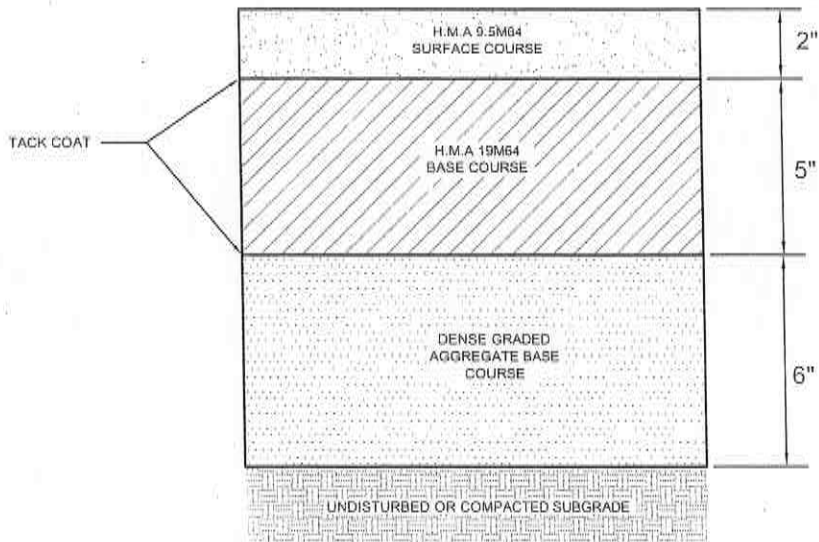 H.M.A 9.5M64
SURFACE COURSE
2"
TACK COAT
H.M.A 19M64
BASE COURSE
5"
DENSE GRADED
AGGREGATE BASE
COURSE
6"
UNDISTURBED OR COMPACTED SUBGRADE